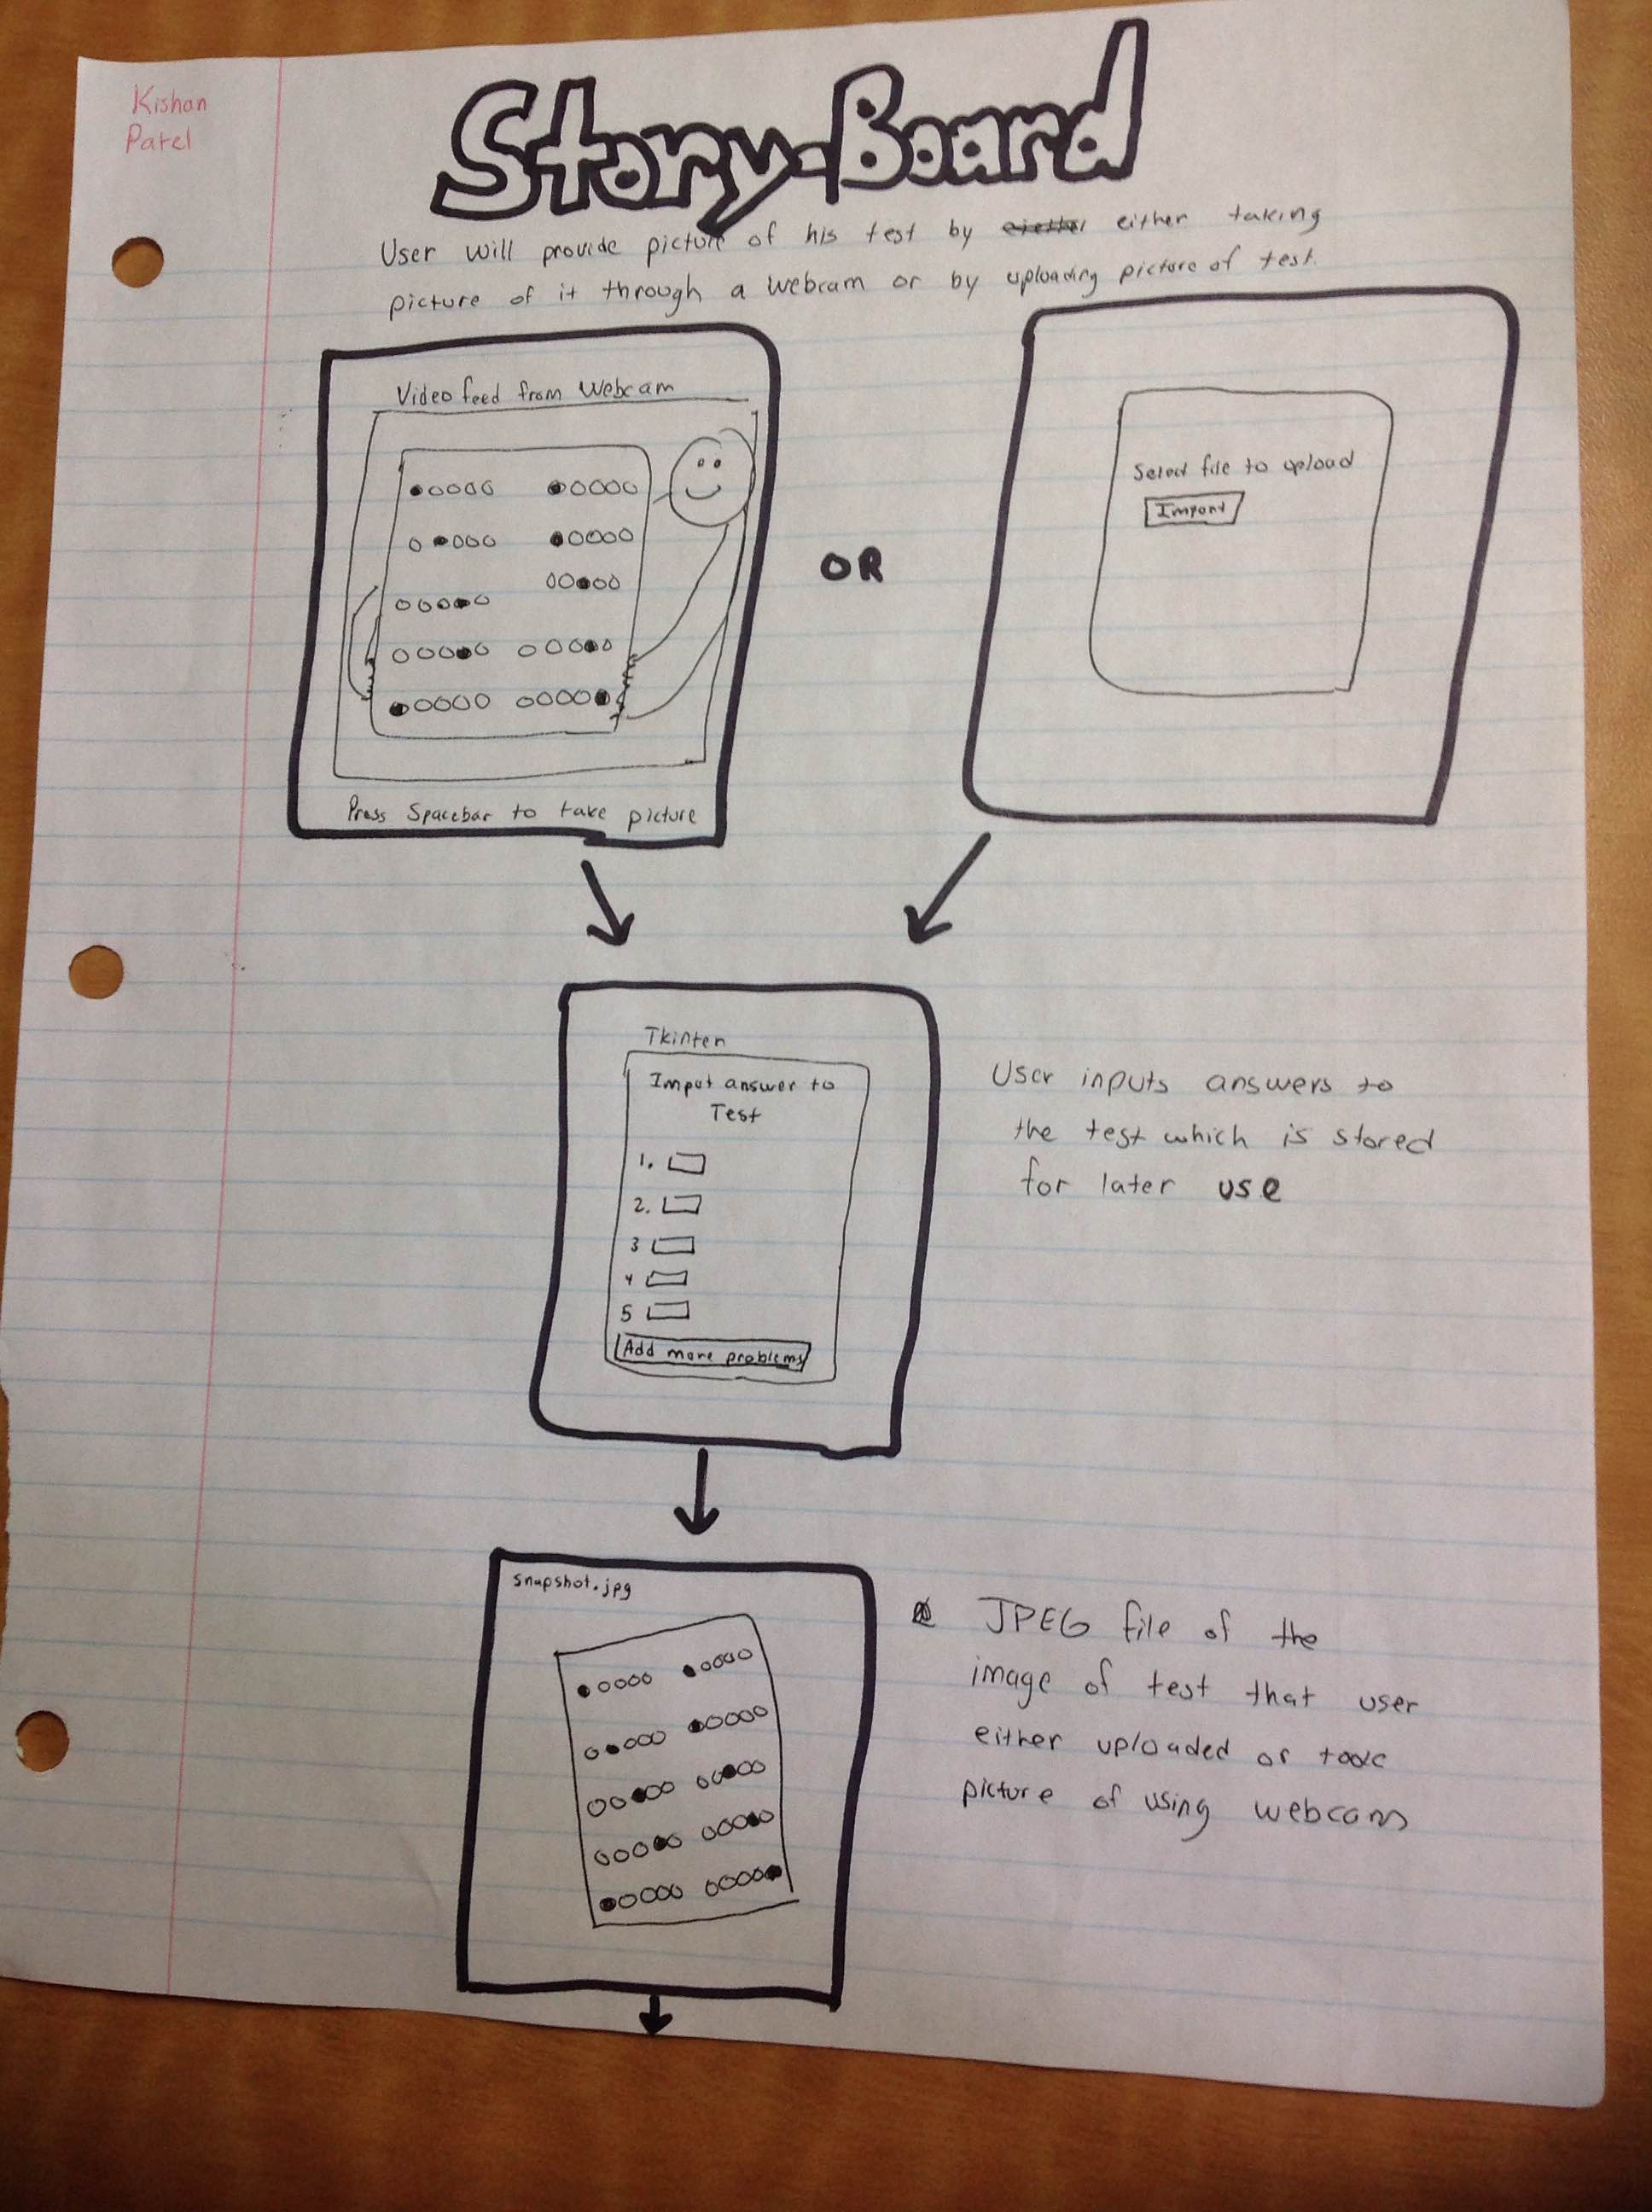 Kishan
Patel
Story-Board
User will provide picture of his test by either taking
picture of it through a webcam or by uploading picture of test.
Video feed from Webcam
Press Spacebar to take picture
OR
Select file to upload
Import
Tkinter
Imput answer to
Test
1.
2.
3
4
5
Add more problems
User inputs answers to
the test which is stored
for later use
snapshot.jpg
JPEG file of the
image of test that user
either uploaded or took
picture of using webcam